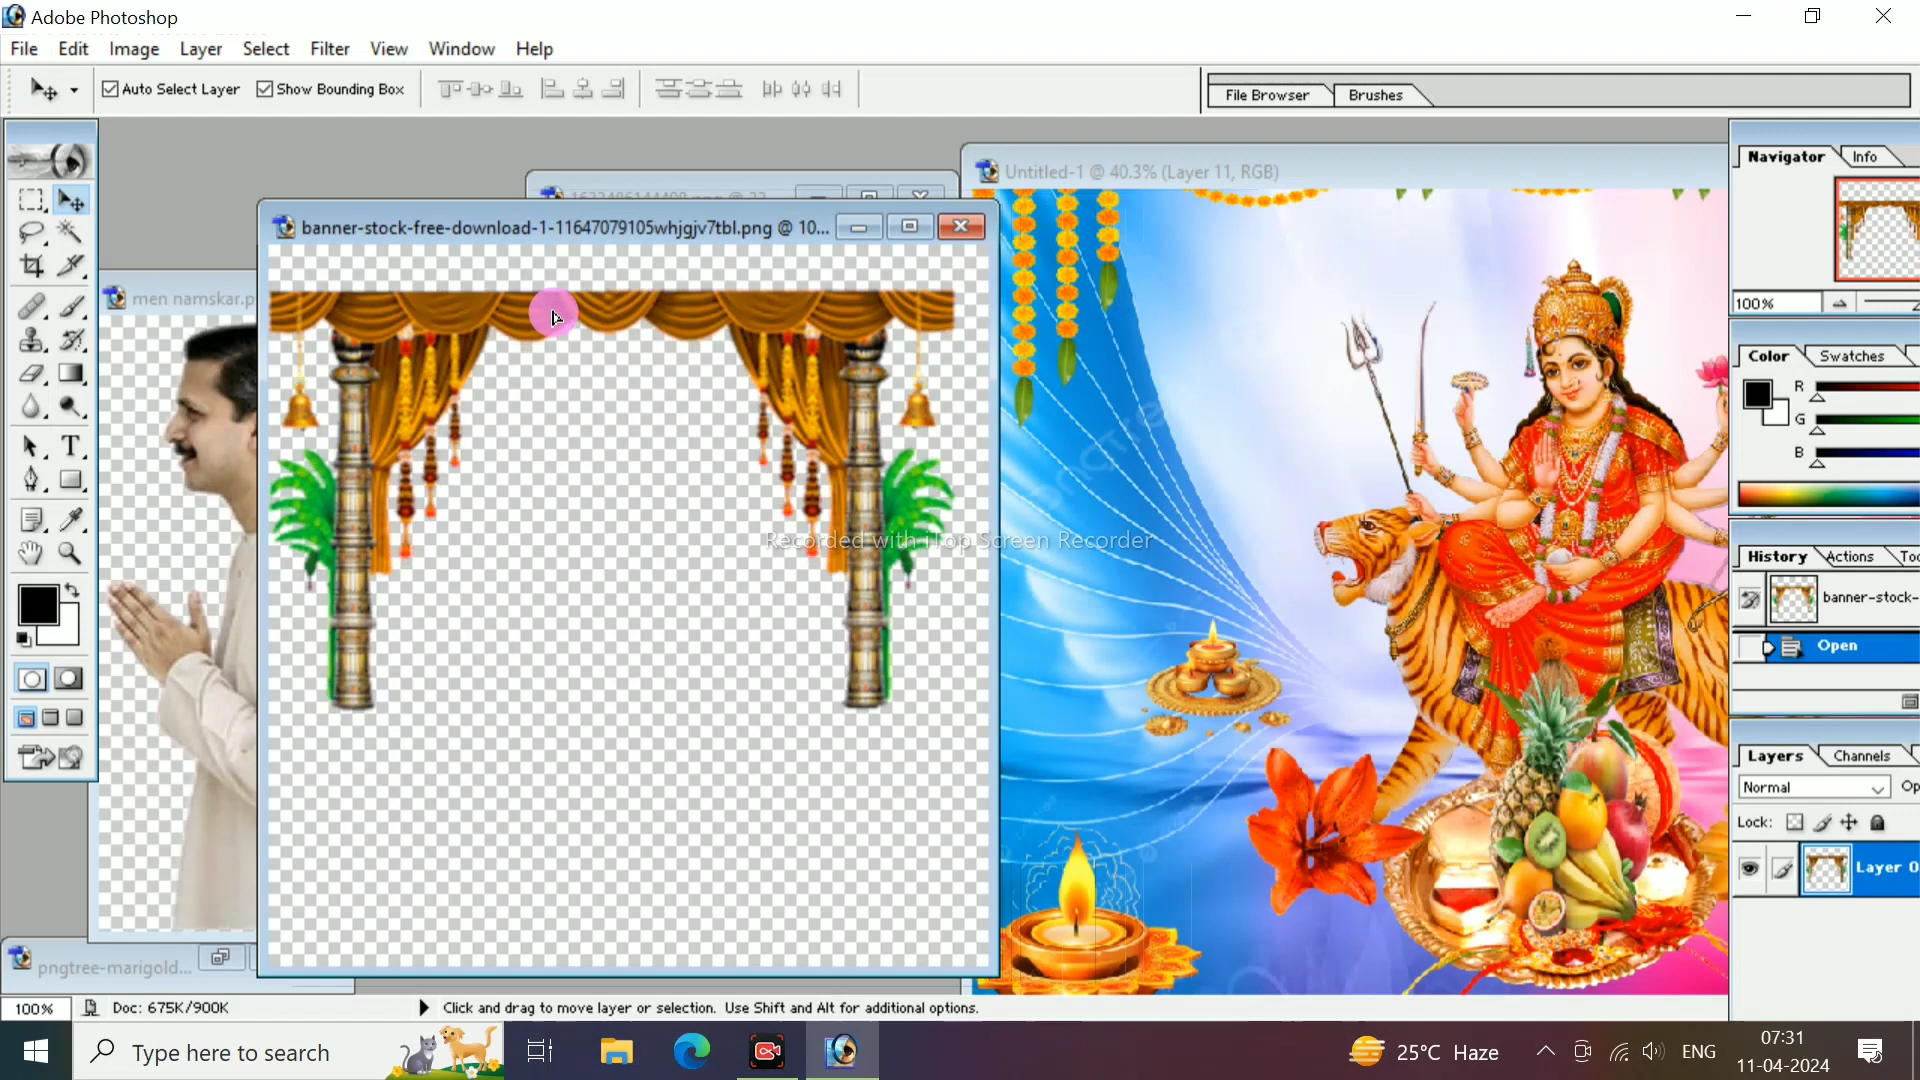 Adobe Photoshop
File Edit Image Layer Select Filter View Window Help
Auto Select Layer Show Bounding Box
File Browser Brushes
Untitled-1 @ 40.3% (Layer 11, RGB)
banner-stock-free-download-1-11647079105whjgjv7tbl.png @ 10...
men namskar.p
Navigator Info
100%
Color Swatches
R
G
B
Recorded with iTop Screen Recorder
History Actions Too
banner-stock-
Open
Layers Channels
Normal Op
Lock:
Layer 0
pngtree-marigold...
100% Doc: 675K/900K Click and drag to move layer or selection. Use Shift and Alt for additional options.
Type here to search
25°C Haze
ENG
07:31
11-04-2024